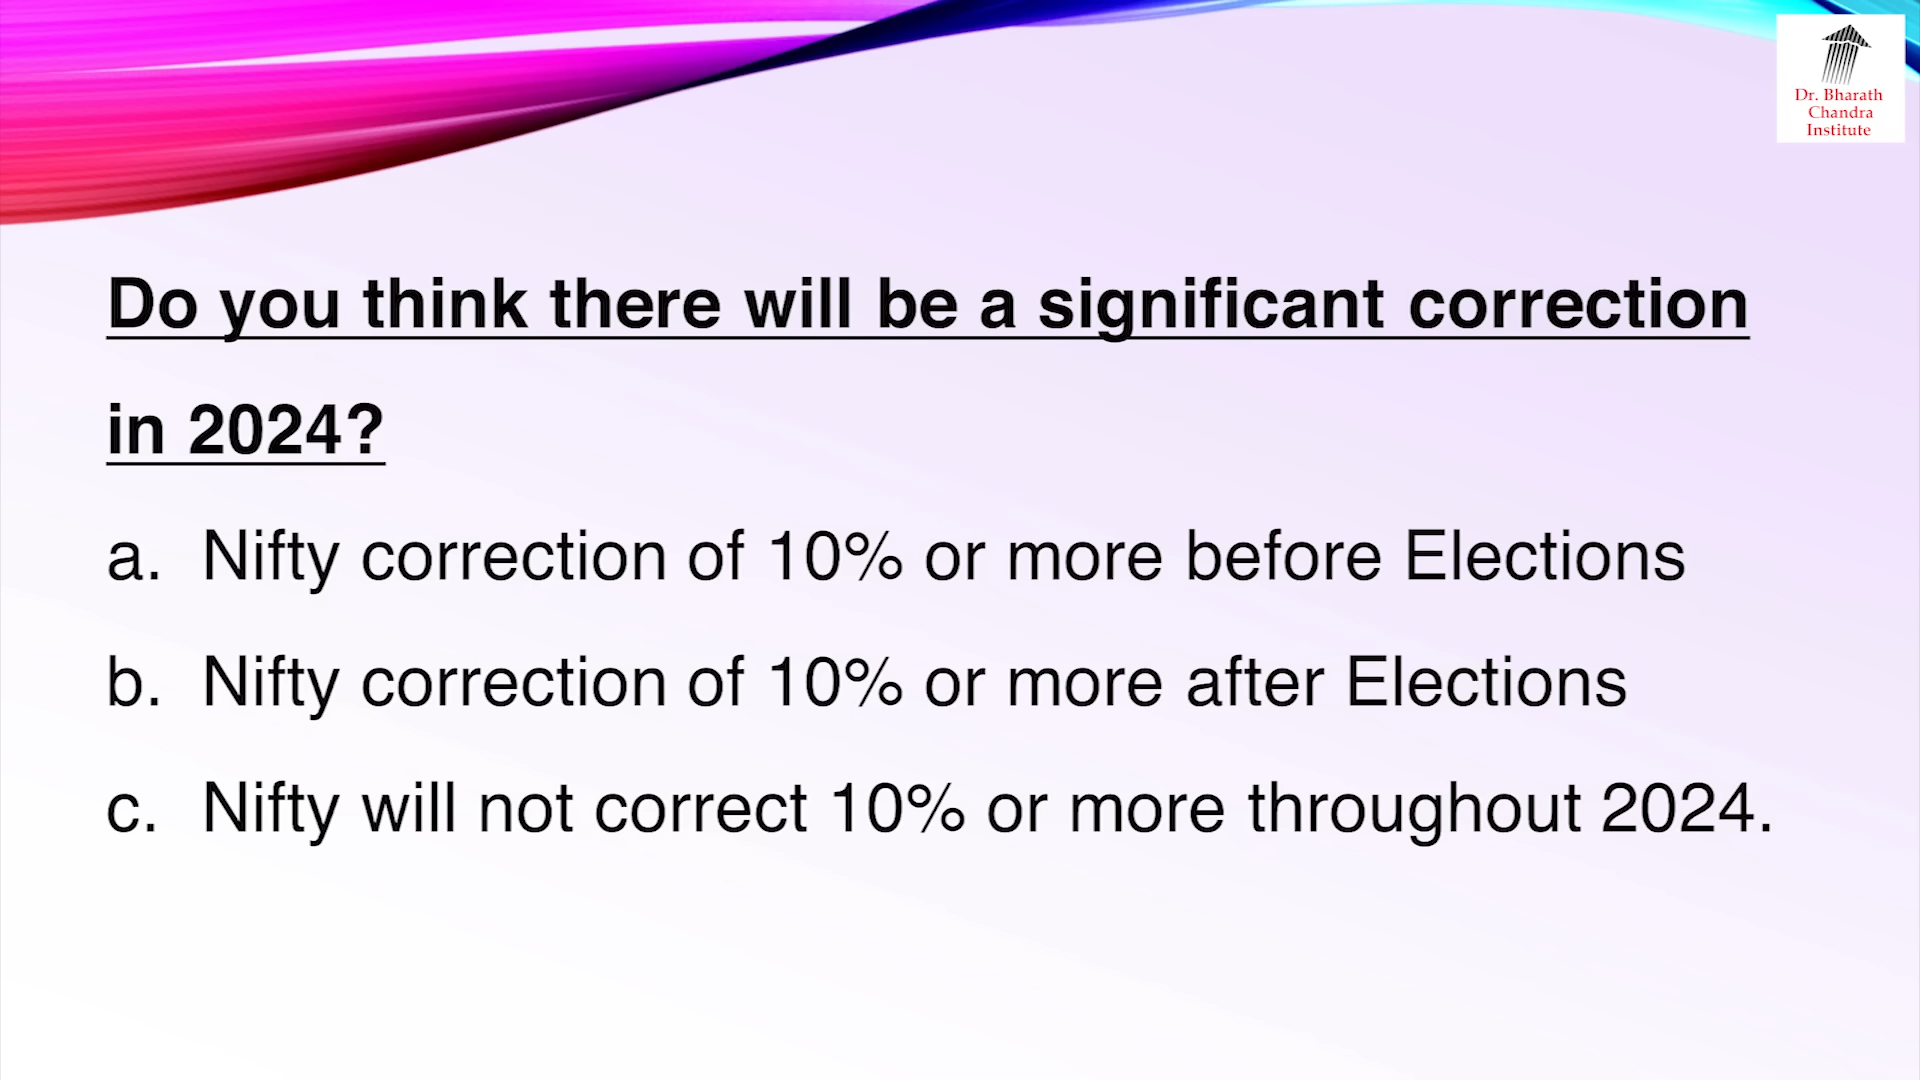 Dr. Bharath
Chandra
Institute
Do you think there will be a significant correction
in 2024?
a. Nifty correction of 10% or more before Elections
b. Nifty correction of 10% or more after Elections
c. Nifty will not correct 10% or more throughout 2024.